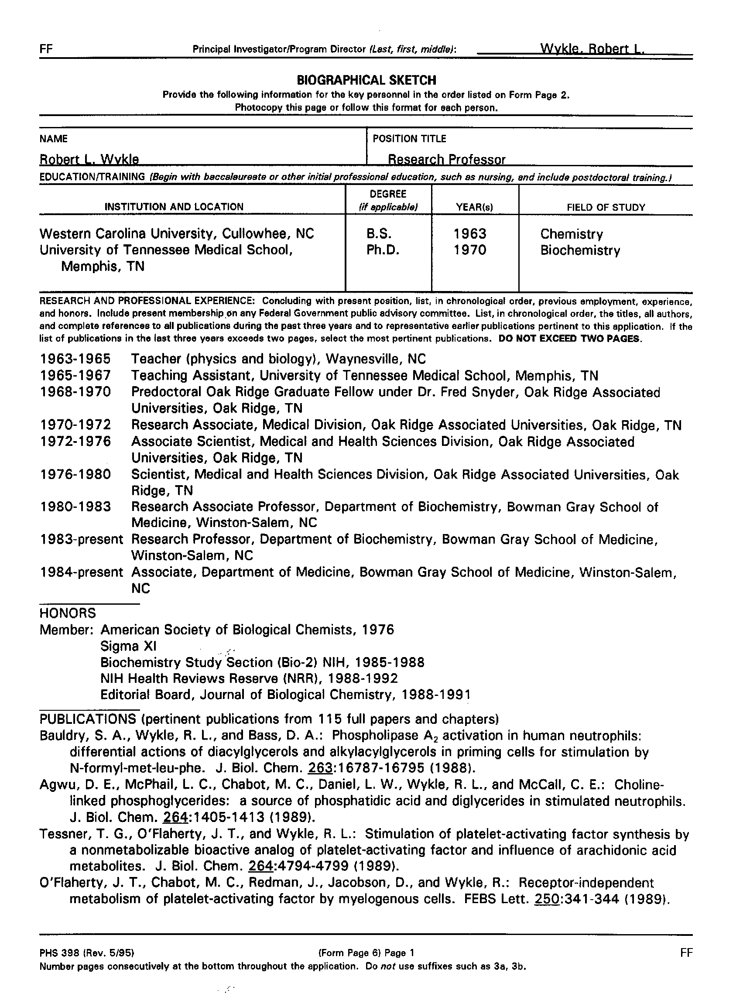 FF Principal Investigator/Program Director (Last, first, middle): Wykle, Robert L.
BIOGRAPHICAL SKETCH
Provide the following information for the key personnel in the order listed on Form Page 2.
Photocopy this page or follow this format for each person.
NAME POSITION TITLE
Robert L. Wykle Research Professor
EDUCATION/TRAINING (Begin with baccalaureate or other initial professional education, such as nursing, and include postdoctoral training.)
INSTITUTION AND LOCATION DEGREE (if applicable) YEAR(s) FIELD OF STUDY
Western Carolina University, Cullowhee, NC B.S. 1963 Chemistry
University of Tennessee Medical School, Ph.D. 1970 Biochemistry
Memphis, TN
RESEARCH AND PROFESSIONAL EXPERIENCE: Concluding with present position, list, in chronological order, previous employment, experience,
and honors. Include present membership on any Federal Government public advisory committee. List, in chronological order, the titles, all authors,
and complete references to all publications during the past three years and to representative earlier publications pertinent to this application. If the
list of publications in the last three years exceeds two pages, select the most pertinent publications. DO NOT EXCEED TWO PAGES.
1963-1965 Teacher (physics and biology), Waynesville, NC
1965-1967 Teaching Assistant, University of Tennessee Medical School, Memphis, TN
1968-1970 Predoctoral Oak Ridge Graduate Fellow under Dr. Fred Snyder, Oak Ridge Associated
Universities, Oak Ridge, TN
1970-1972 Research Associate, Medical Division, Oak Ridge Associated Universities, Oak Ridge, TN
1972-1976 Associate Scientist, Medical and Health Sciences Division, Oak Ridge Associated
Universities, Oak Ridge, TN
1976-1980 Scientist, Medical and Health Sciences Division, Oak Ridge Associated Universities, Oak
Ridge, TN
1980-1983 Research Associate Professor, Department of Biochemistry, Bowman Gray School of
Medicine, Winston-Salem, NC
1983-present Research Professor, Department of Biochemistry, Bowman Gray School of Medicine,
Winston-Salem, NC
1984-present Associate, Department of Medicine, Bowman Gray School of Medicine, Winston-Salem,
NC
HONORS
Member: American Society of Biological Chemists, 1976
Sigma XI
Biochemistry Study Section (Bio-2) NIH, 1985-1988
NIH Health Reviews Reserve (NRR), 1988-1992
Editorial Board, Journal of Biological Chemistry, 1988-1991
PUBLICATIONS (pertinent publications from 115 full papers and chapters)
Bauldry, S. A., Wykle, R. L., and Bass, D. A.: Phospholipase A₂ activation in human neutrophils:
differential actions of diacylglycerols and alkylacylglycerols in priming cells for stimulation by
N-formyl-met-leu-phe. J. Biol. Chem. 263:16787-16795 (1988).
Agwu, D. E., McPhail, L. C., Chabot, M. C., Daniel, L. W., Wykle, R. L., and McCall, C. E.: Choline-
linked phosphoglycerides: a source of phosphatidic acid and diglycerides in stimulated neutrophils.
J. Biol. Chem. 264:1405-1413 (1989).
Tessner, T. G., O'Flaherty, J. T., and Wykle, R. L.: Stimulation of platelet-activating factor synthesis by
a nonmetabolizable bioactive analog of platelet-activating factor and influence of arachidonic acid
metabolites. J. Biol. Chem. 264:4794-4799 (1989).
O'Flaherty, J. T., Chabot, M. C., Redman, J., Jacobson, D., and Wykle, R.: Receptor-independent
metabolism of platelet-activating factor by myelogenous cells. FEBS Lett. 250:341-344 (1989).
PHS 398 (Rev. 5/95) (Form Page 6) Page 1 FF
Number pages consecutively at the bottom throughout the application. Do not use suffixes such as 3a, 3b.